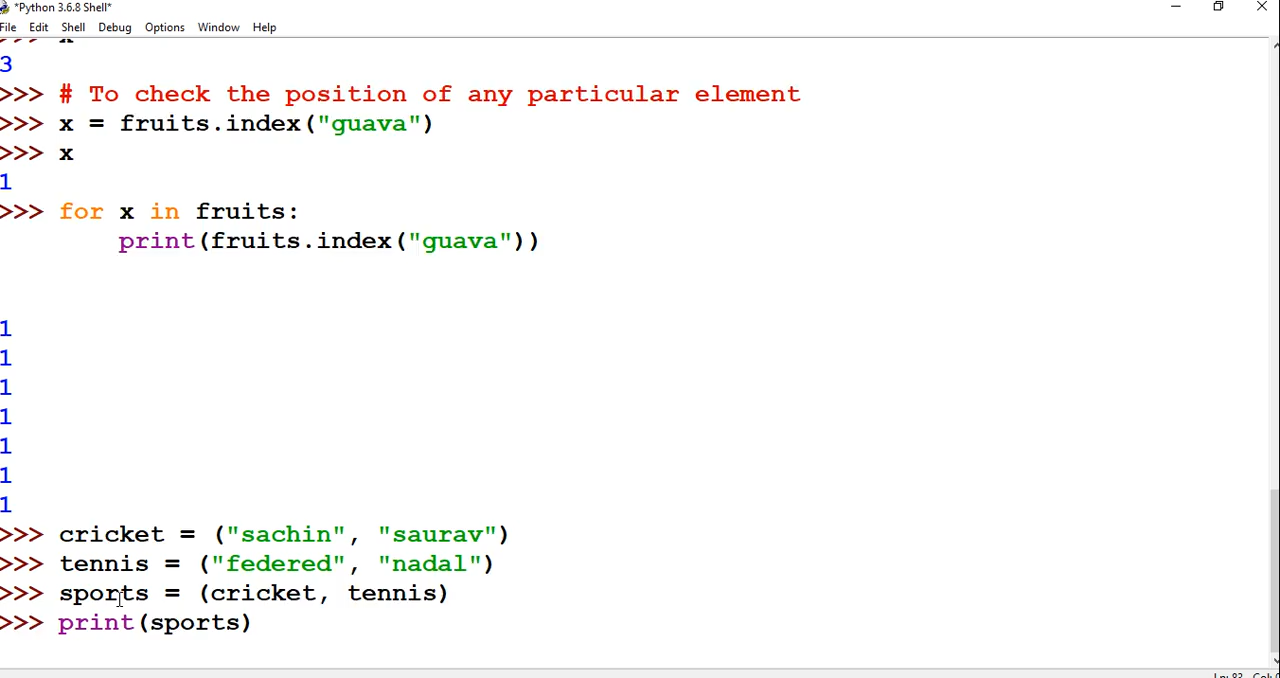 *Python 3.6.8 Shell*
File Edit Shell Debug Options Window Help
>>> x
3
>>> # To check the position of any particular element
>>> x = fruits.index("guava")
>>> x
1
>>> for x in fruits:
print(fruits.index("guava"))
1
1
1
1
1
1
1
>>> cricket = ("sachin", "saurav")
>>> tennis = ("federed", "nadal")
>>> sports = (cricket, tennis)
>>> print(sports)